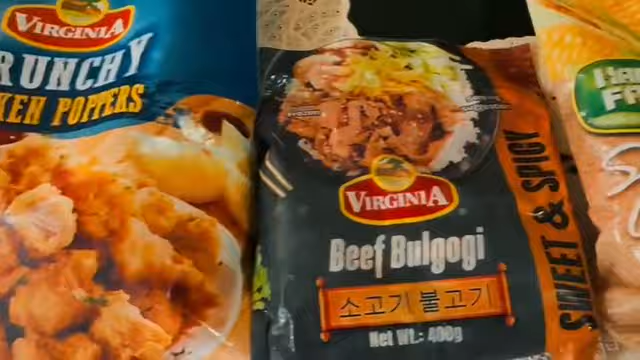 VIRGINIA
RUNCHY
KEN POPPERS
VIRGINIA
Beef Bulgogi
소고기 불고기
Net WT.: 400g
SWEET & SPICY